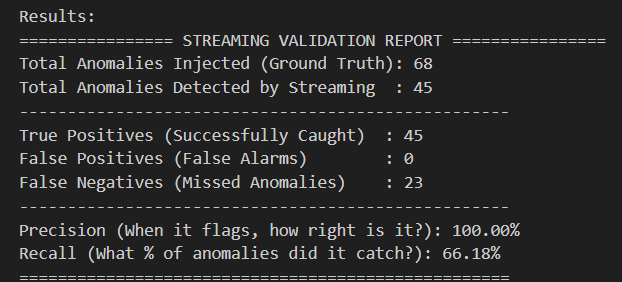 Results:
================ STREAMING VALIDATION REPORT ================
Total Anomalies Injected (Ground Truth): 68
Total Anomalies Detected by Streaming  : 45
---------------------------------------------------
True Positives (Successfully Caught)  : 45
False Positives (False Alarms)        : 0
False Negatives (Missed Anomalies)    : 23
---------------------------------------------------
Precision (When it flags, how right is it?): 100.00%
Recall (What % of anomalies did it catch?): 66.18%
===================================================